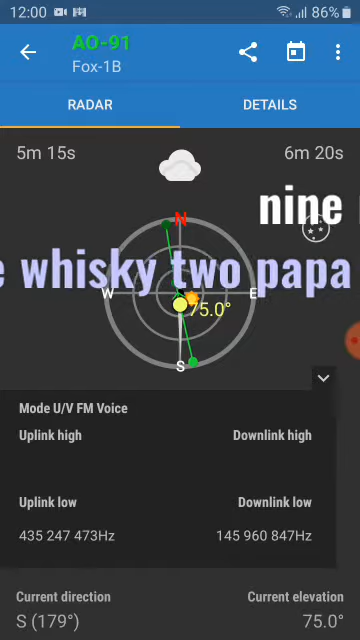 12:00 86%
AO-91
Fox-1B
RADAR DETAILS
5m 15s 6m 20s
nine
N
whisky two papa
W E
75.0°
S
Mode U/V FM Voice
Uplink high Downlink high
Uplink low Downlink low
435 247 473Hz 145 960 847Hz
Current direction Current elevation
S (179°) 75.0°